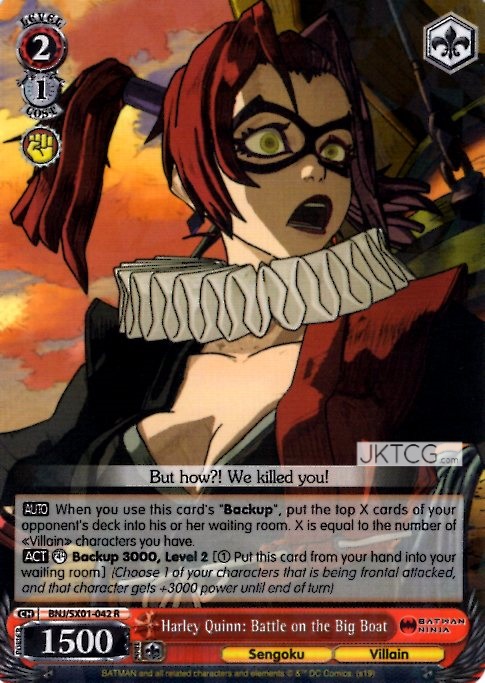 LEVEL
2
1
COST
JKTCG.com
But how?! We killed you!
AUTO When you use this card's "Backup", put the top X cards of your
opponent's deck into his or her waiting room. X is equal to the number of
«Villain» characters you have.
ACT Backup 3000, Level 2 [① Put this card from your hand into your
waiting room] (Choose 1 of your characters that is being frontal attacked,
and that character gets +3000 power until end of turn)
CH BNJ/SX01-042 R
POWER 1500 SOUL
Harley Quinn: Battle on the Big Boat
BATMAN
NINJA
Sengoku Villain
BATMAN and all related characters and elements © & ™ DC Comics. (s19)